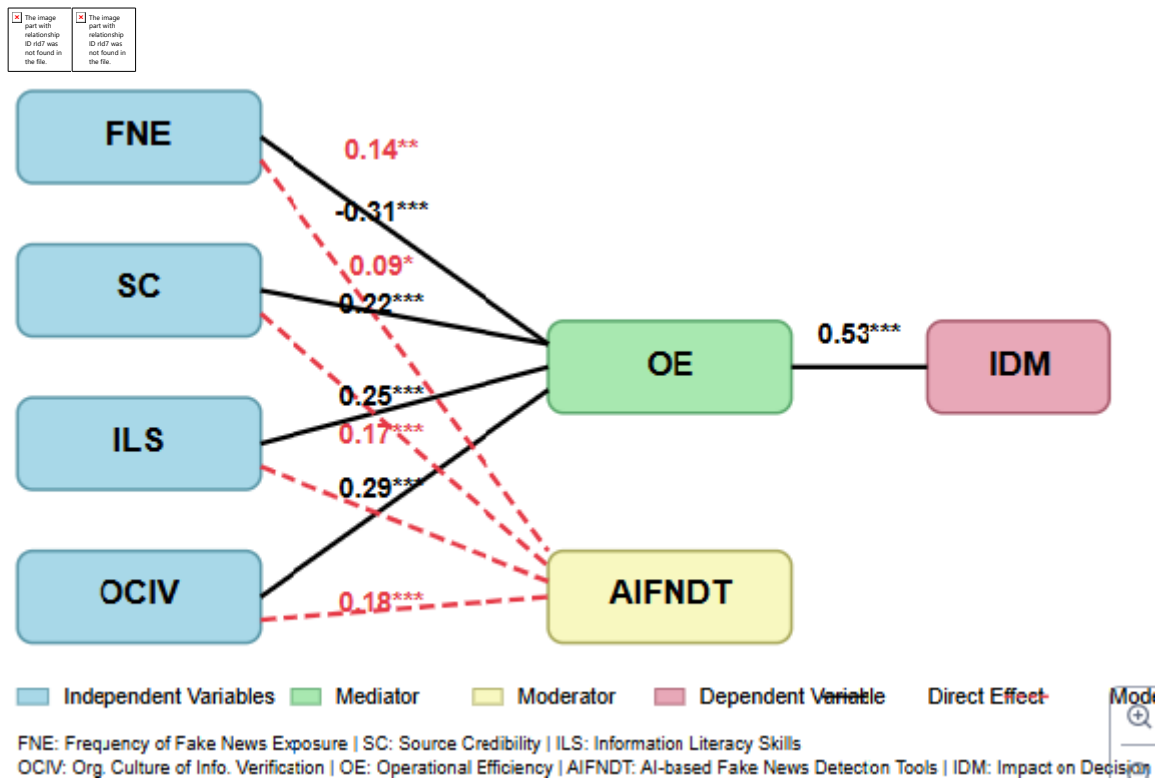 The image part with relationship ID rId7 was not found in the file.
The image part with relationship ID rId7 was not found in the file.
FNE
0.14**
-0.31***
0.09*
SC
0.22***
0.53***
OE
IDM
0.25***
ILS
0.17***
0.29***
OCIV
AIFNDT
0.18***
Independent Variables Mediator Moderator Dependent Variable Direct Effect Mode
FNE: Frequency of Fake News Exposure | SC: Source Credibility | ILS: Information Literacy Skills
OCIV: Org. Culture of Info. Verification | OE: Operational Efficiency | AIFNDT: AI-based Fake News Detecton Tools | IDM: Impact on Decision